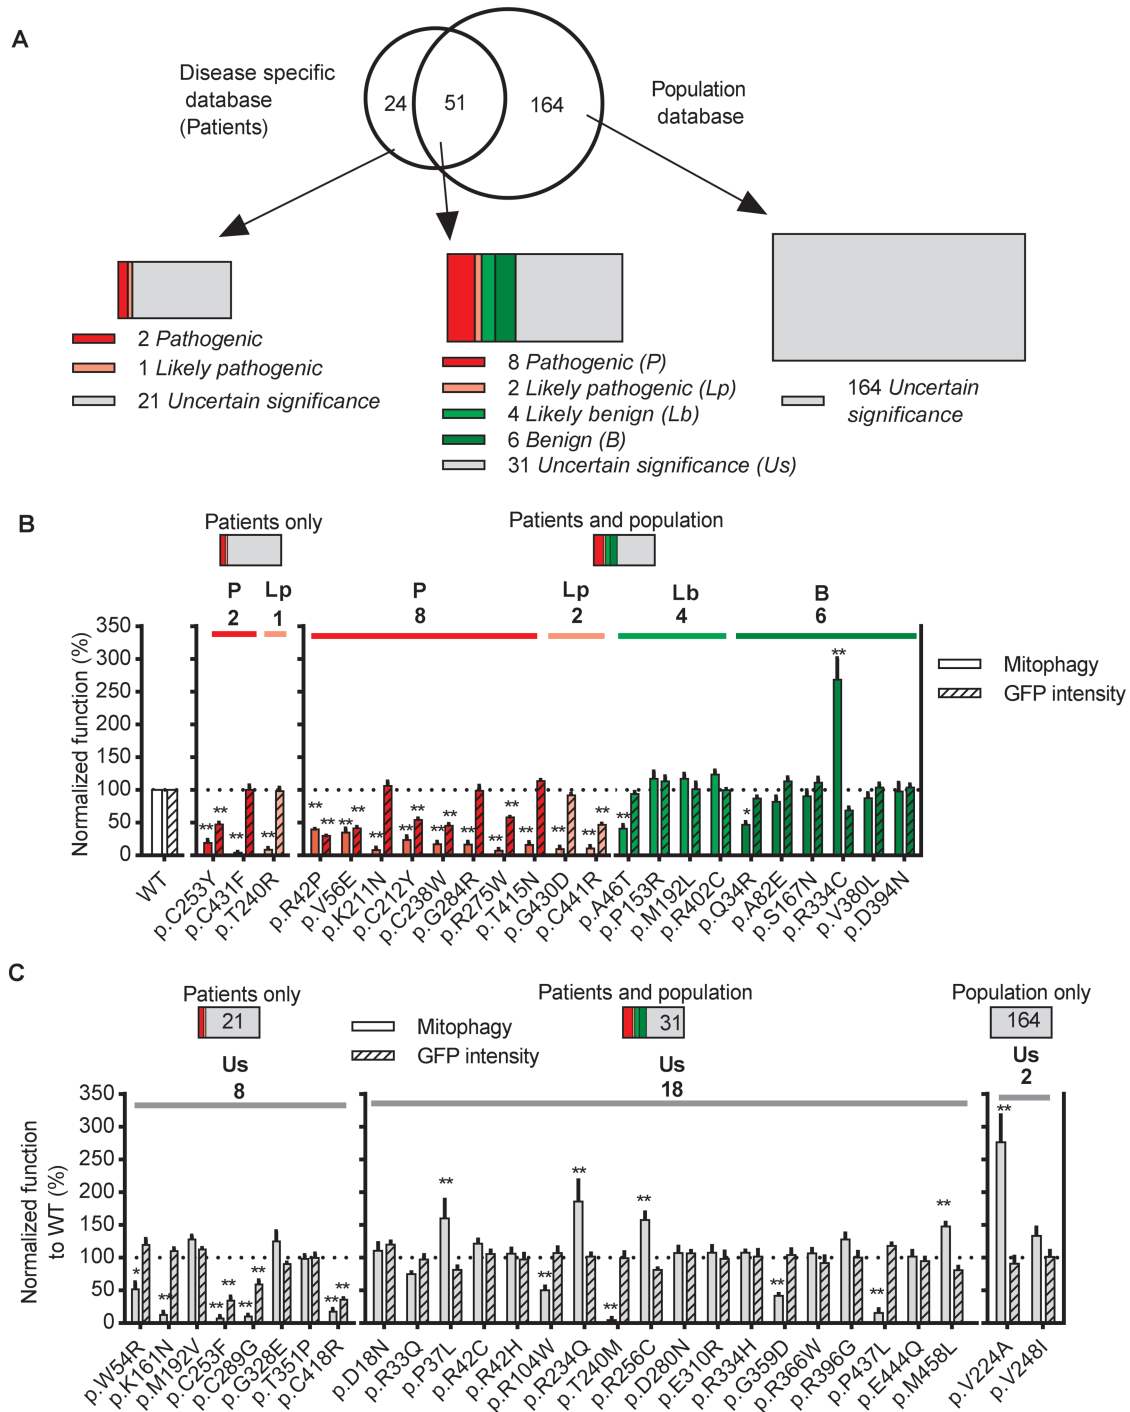 A
Disease specific
database
(Patients)
24
51
164
Population
database
2 Pathogenic
1 Likely pathogenic
21 Uncertain significance
8 Pathogenic (P)
2 Likely pathogenic (Lp)
4 Likely benign (Lb)
6 Benign (B)
31 Uncertain significance (Us)
164 Uncertain
significance
B
Patients only
Patients and population
P
2
Lp
1
P
8
Lp
2
Lb
4
B
6
Normalized function (%)
350
300
250
200
150
100
50
0
Mitophagy
GFP intensity
** ** ** ** ** ** ** ** ** ** ** ** ** ** ** ** ** ** ** ** * **
WT
p.C253Y
p.C431F
p.T240R
p.R42P
p.V56E
p.K211N
p.C212Y
p.C238W
p.G284R
p.R275W
p.T415N
p.G430D
p.C441R
p.A46T
p.P153R
p.M192L
p.R402C
p.Q34R
p.A82E
p.S167N
p.R334C
p.V380L
p.D394N
C
Patients only
21
Us
8
Mitophagy
GFP intensity
Patients and population
31
Us
18
Population only
164
Us
2
Normalized function
to WT (%)
350
300
250
200
150
100
50
0
* ** ** ** ** ** ** ** ** ** ** ** ** ** ** ** **
p.W54R
p.K161N
p.M192V
p.C253F
p.C289G
p.G328E
p.T351P
p.C418R
p.D18N
p.R33Q
p.P37L
p.R42C
p.R42H
p.R104W
p.R234Q
p.T240M
p.R256C
p.D280N
p.E310R
p.R334H
p.G359D
p.R366W
p.R396G
p.P437L
p.E444Q
p.M458L
p.V224A
p.V248I